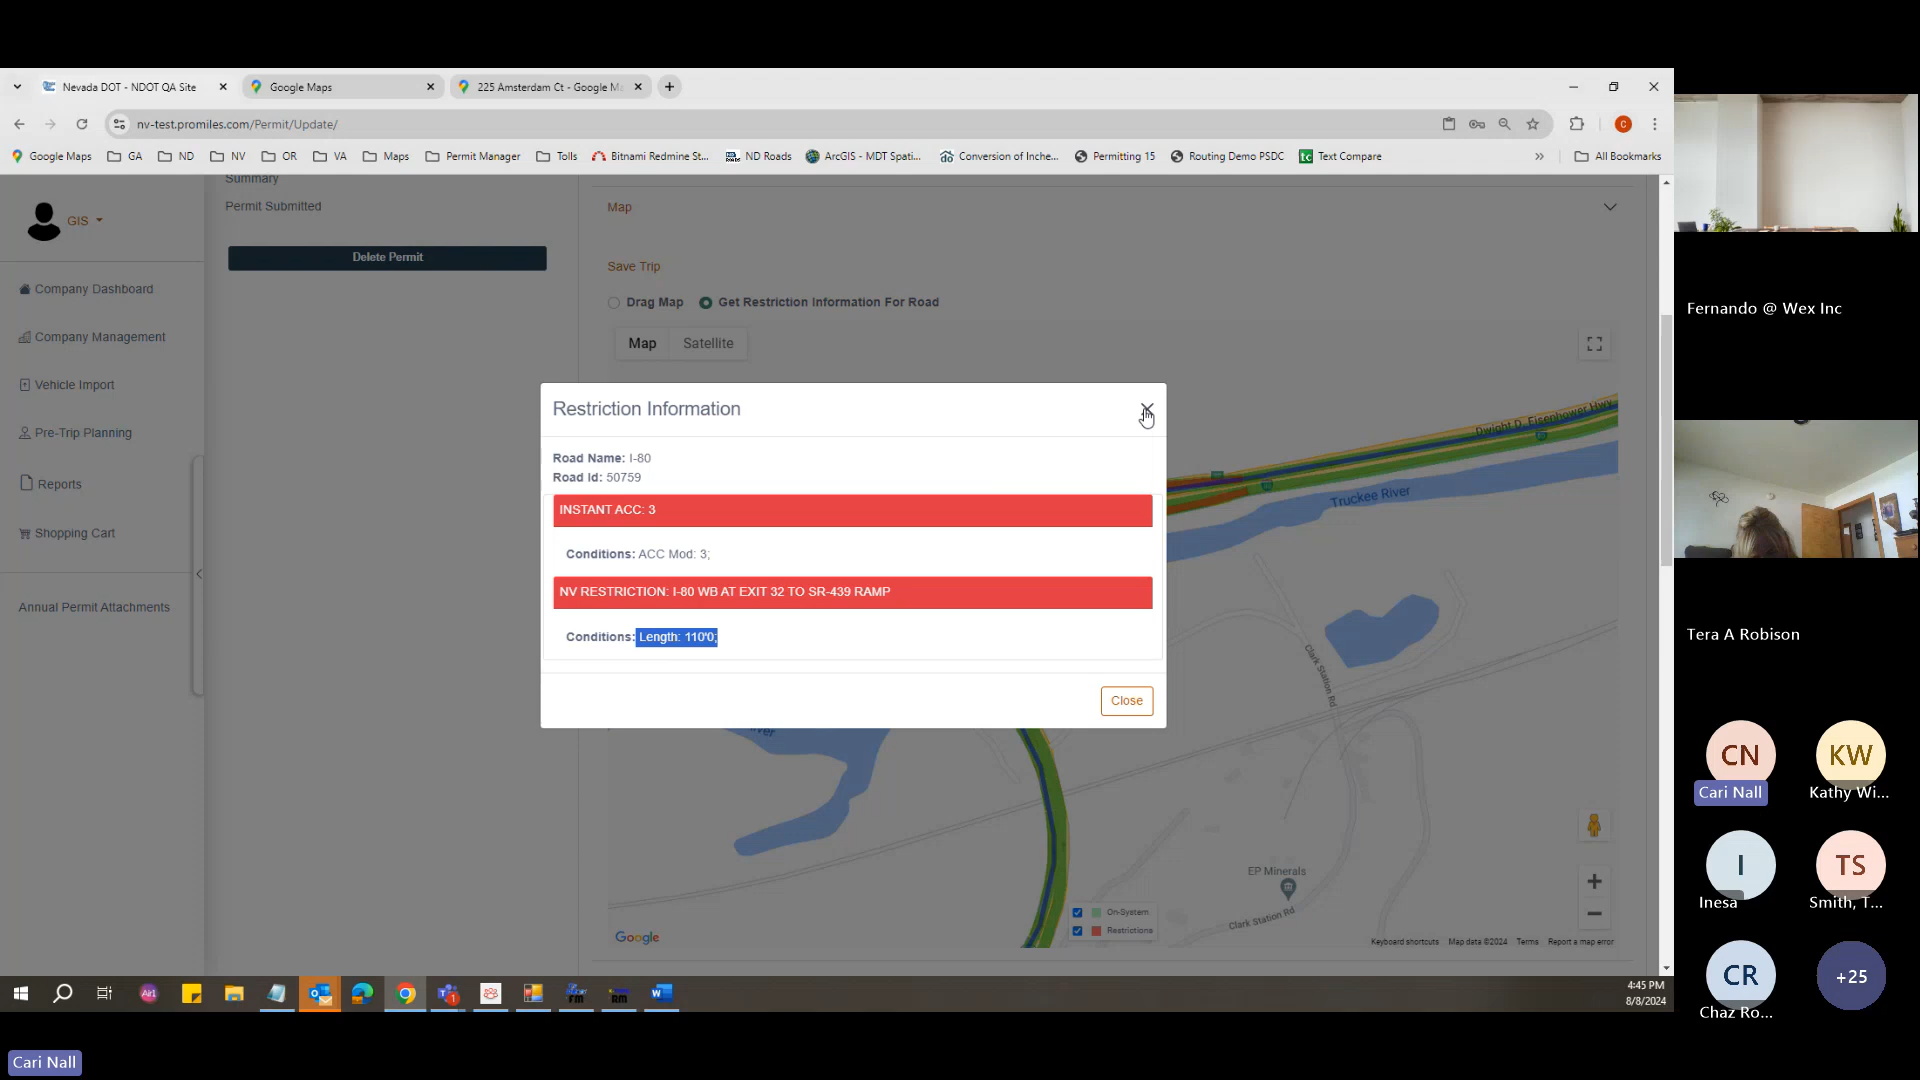 Nevada DOT - NDOT QA Site
Google Maps
225 Amsterdam Ct - Google M
nv-test.promiles.com/Permit/Update/
C
Google Maps
GA
ND
NV
OR
VA
Maps
Permit Manager
Tolls
Bitnami Redmine St...
ND Roads
ArcGIS - MDT Spati...
Conversion of Inche...
Permitting 15
Routing Demo PSDC
tc Text Compare
»
All Bookmarks
GIS
Company Dashboard
Company Management
Vehicle Import
Pre-Trip Planning
Reports
Shopping Cart
Annual Permit Attachments
Summary
Permit Submitted
Delete Permit
Map
Save Trip
Drag Map
Get Restriction Information For Road
Map
Satellite
Dwight D. Eisenhower Hwy
Truckee River
Clark Station Rd
EP Minerals
Clark Station Rd
On-System
Restrictions
Google
Keyboard shortcuts
Map data ©2024
Terms
Report a map error
Restriction Information
Road Name: I-80
Road Id: 50759
INSTANT ACC: 3
Conditions: ACC Mod: 3;
NV RESTRICTION: I-80 WB AT EXIT 32 TO SR-439 RAMP
Conditions: Length: 110'0;
Close
4:45 PM
8/8/2024
Fernando @ Wex Inc
Tera A Robison
CN
Cari Nall
KW
Kathy Wi...
I
Inesa
TS
Smith, T...
CR
Chaz Ro...
+25
Cari Nall